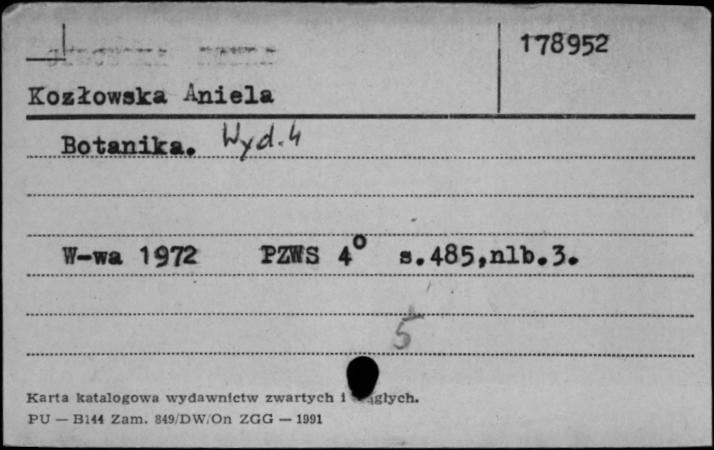 178952
Kozłowska Aniela
Botanika. Wyd. 4
W-wa 1972 PZWS 4° s.485,nlb.3.
5
Karta katalogowa wydawnictw zwartych i
PU — B144 Zam. 849/DW/On ZGG — 1991